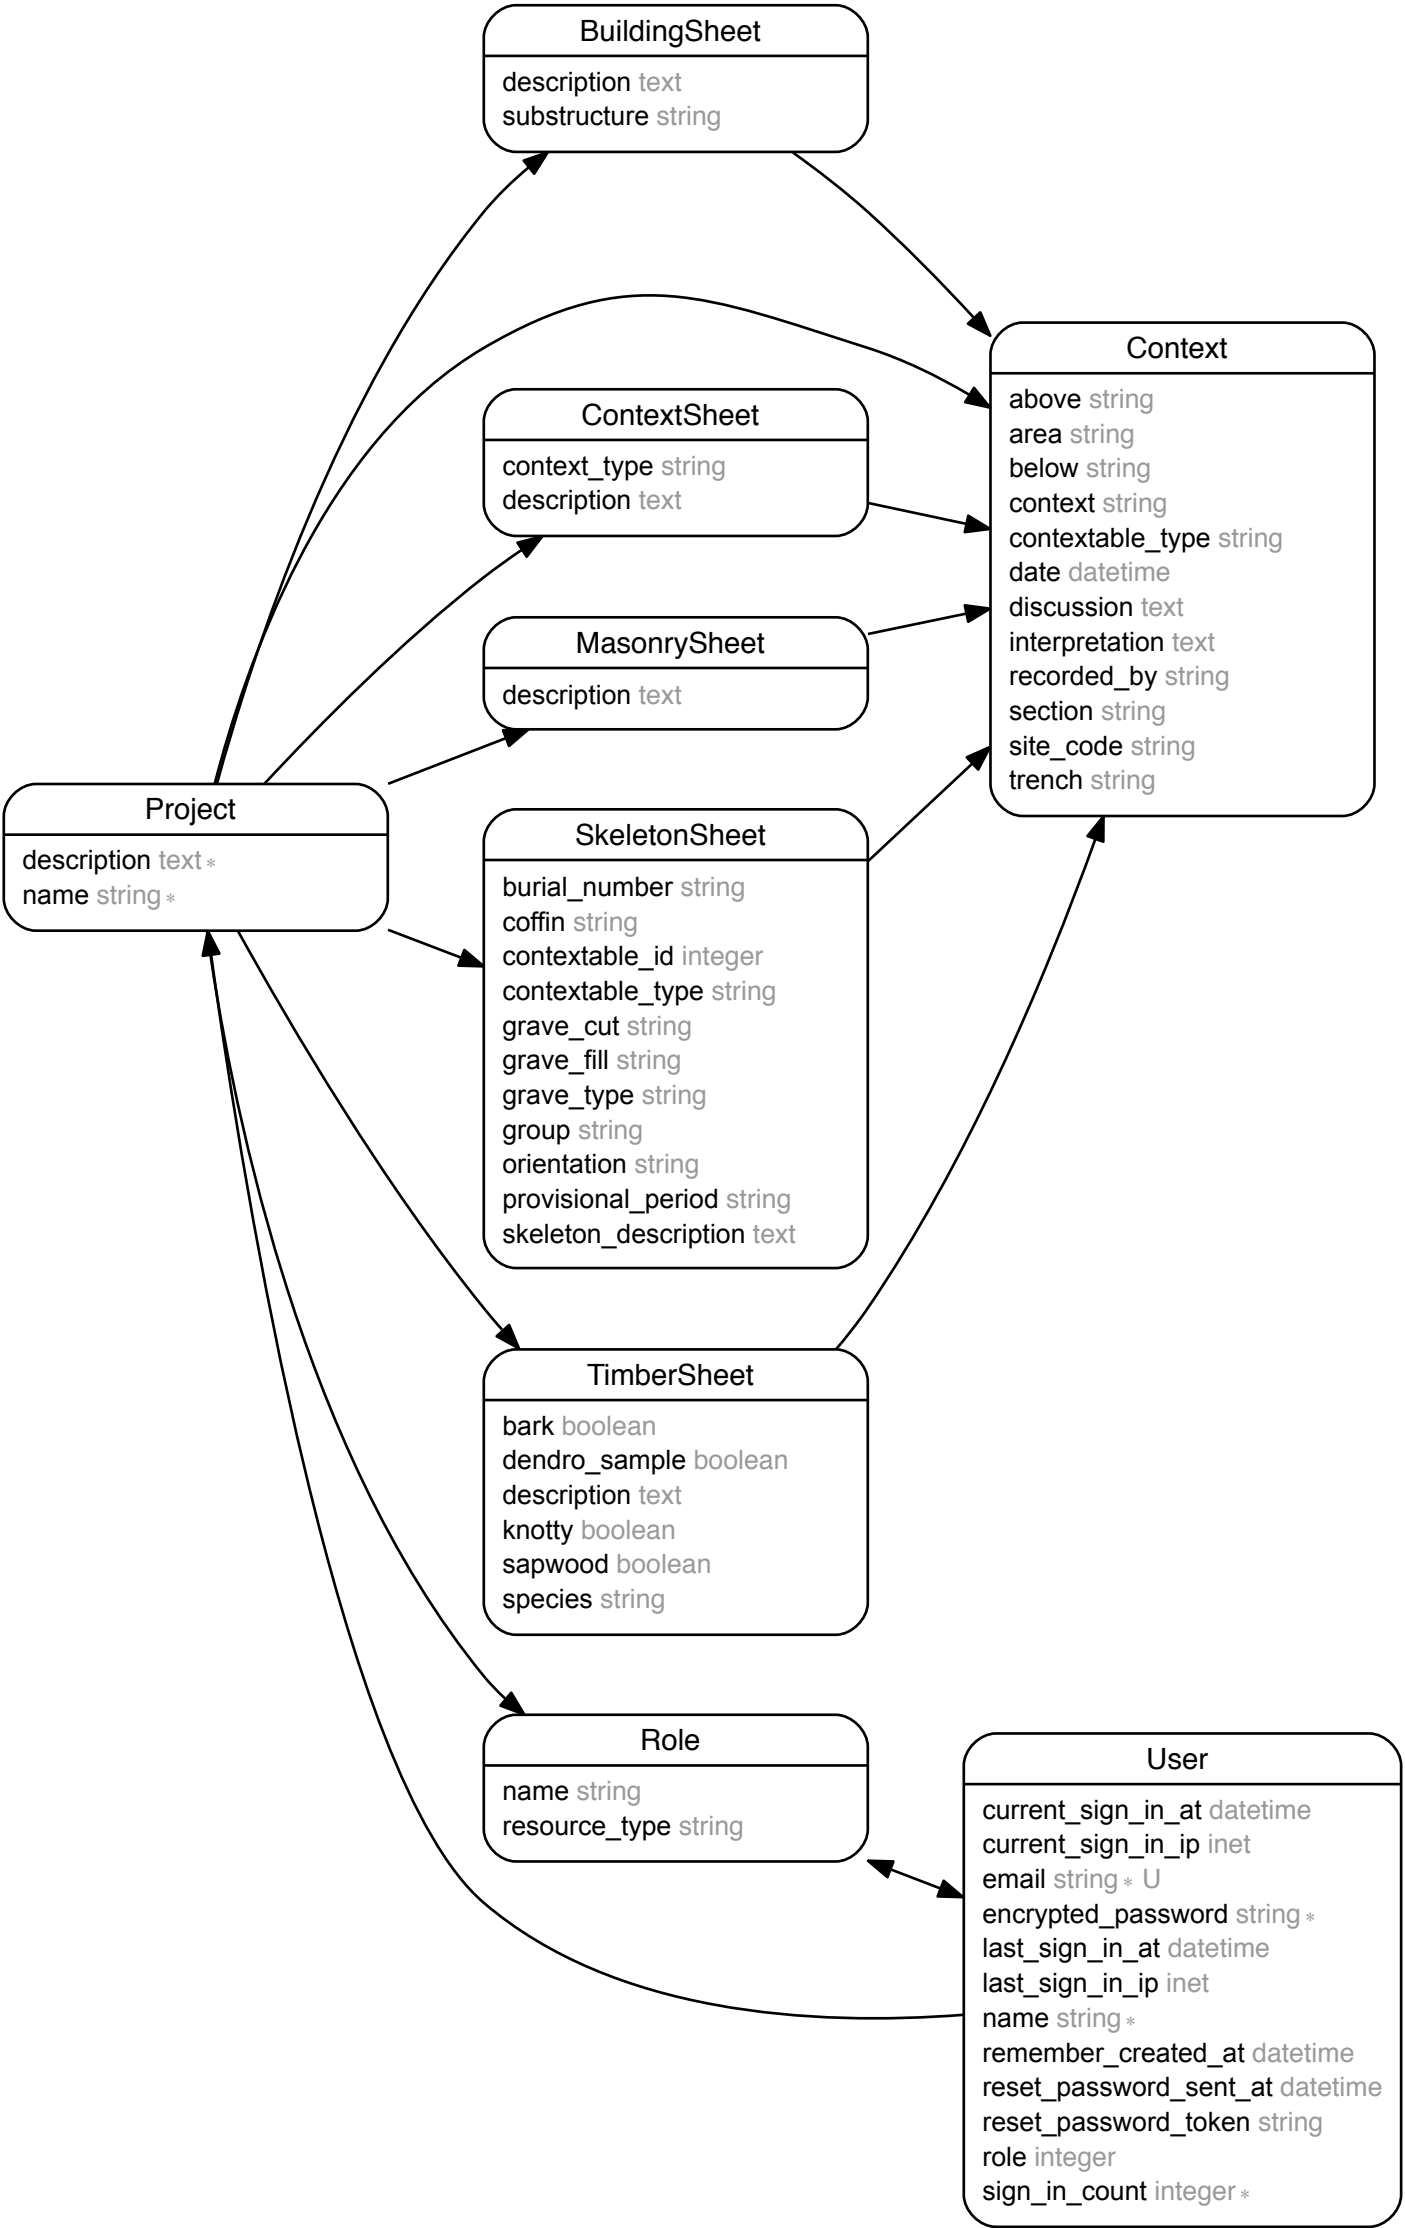 BuildingSheet
description text
substructure string
Context
above string
area string
below string
context string
contextable_type string
date datetime
discussion text
interpretation text
recorded_by string
section string
site_code string
trench string
ContextSheet
context_type string
description text
MasonrySheet
description text
Project
description text *
name string *
SkeletonSheet
burial_number string
coffin string
contextable_id integer
contextable_type string
grave_cut string
grave_fill string
grave_type string
group string
orientation string
provisional_period string
skeleton_description text
TimberSheet
bark boolean
dendro_sample boolean
description text
knotty boolean
sapwood boolean
species string
Role
name string
resource_type string
User
current_sign_in_at datetime
current_sign_in_ip inet
email string * U
encrypted_password string *
last_sign_in_at datetime
last_sign_in_ip inet
name string *
remember_created_at datetime
reset_password_sent_at datetime
reset_password_token string
role integer
sign_in_count integer *